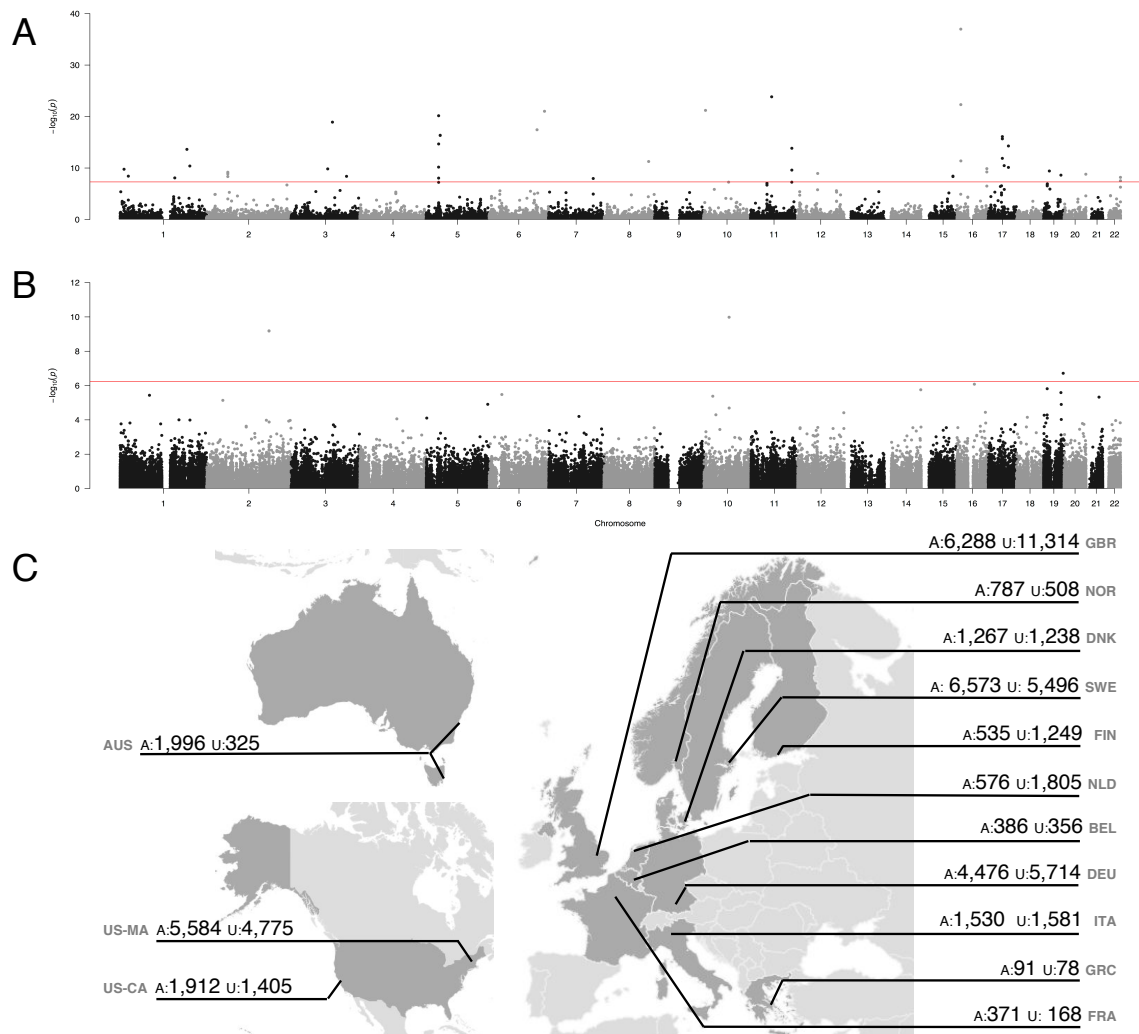 A
40
30
20
10
0
−log10(p)
1 2 3 4 5 6 7 8 9 10 11 12 13 14 15 16 17 18 19 20 21 22
B
12
10
8
6
4
2
0
−log10(p)
1 2 3 4 5 6 7 8 9 10 11 12 13 14 15 16 17 18 19 20 21 22
Chromosome
C
A:6,288 U:11,314 GBR
A:787 U:508 NOR
A:1,267 U:1,238 DNK
A: 6,573 U: 5,496 SWE
A:535 U:1,249 FIN
A:576 U:1,805 NLD
A:386 U:356 BEL
A:4,476 U:5,714 DEU
A:1,530 U:1,581 ITA
A:91 U:78 GRC
A:371 U: 168 FRA
AUS A:1,996 U:325
US-MA A:5,584 U:4,775
US-CA A:1,912 U:1,405